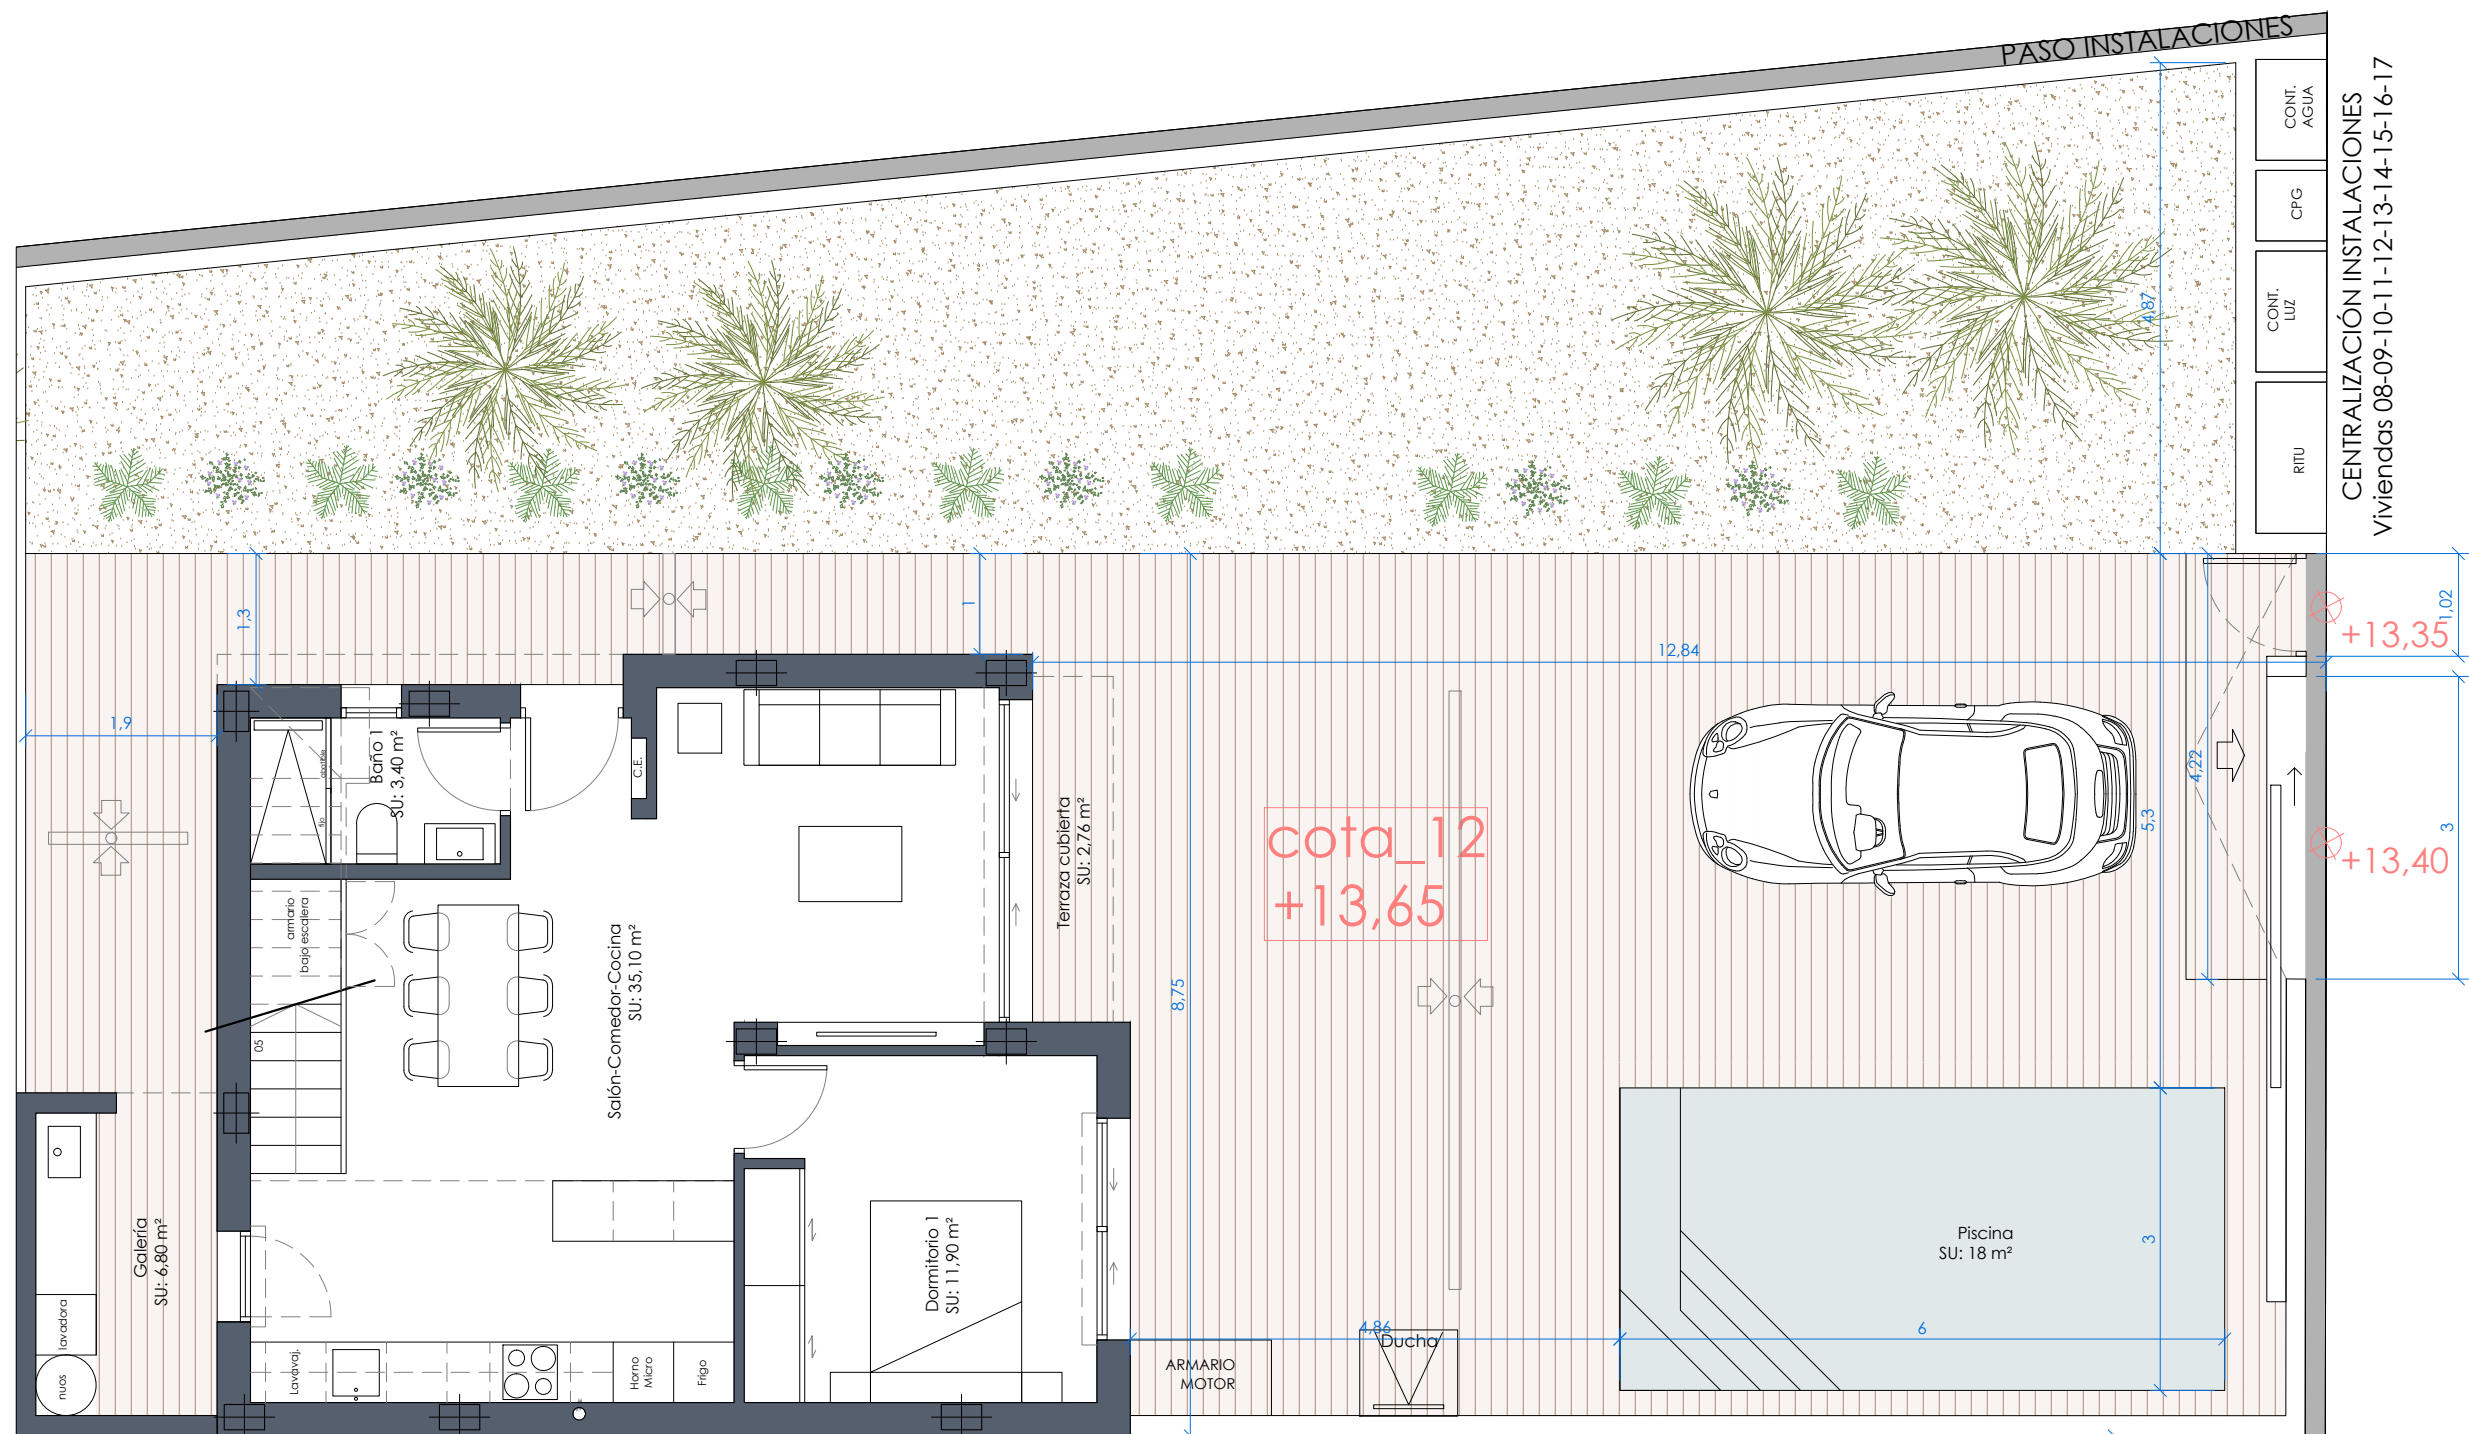 PASO INSTALACIONES
CONT.
AGUA
CPG
CONT.
LUZ
RITU
CENTRALIZACIÓN INSTALACIONES
Viviendas 08-09-10-11-12-13-14-15-16-17
4,87
1,3
1
1,02
+13,35
12,84
1,9
Baño 1
SU: 3,40 m²
abatible
fijo
C.E.
Terraza cubierta
SU: 2,76 m²
cota_12
+13,65
4,22
5,3
3
+13,40
armario
bajo escalera
Salón-Comedor-Cocina
SU: 35,10 m²
8,75
05
Galería
SU: 6,80 m²
Dormitorio 1
SU: 11,90 m²
Piscina
SU: 18 m²
3
lavadora
nuos
Lavavaj.
Horno
Micro
Frigo
ARMARIO
MOTOR
4,86
Ducha
6